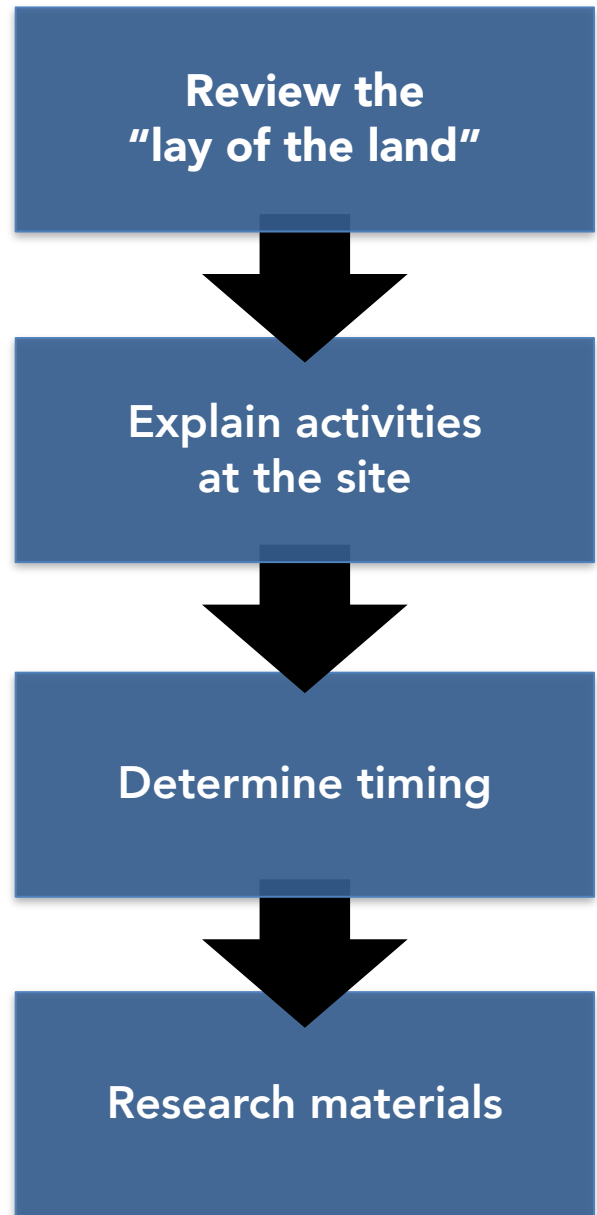 Review the
“lay of the land”
Explain activities
at the site
Determine timing
Research materials